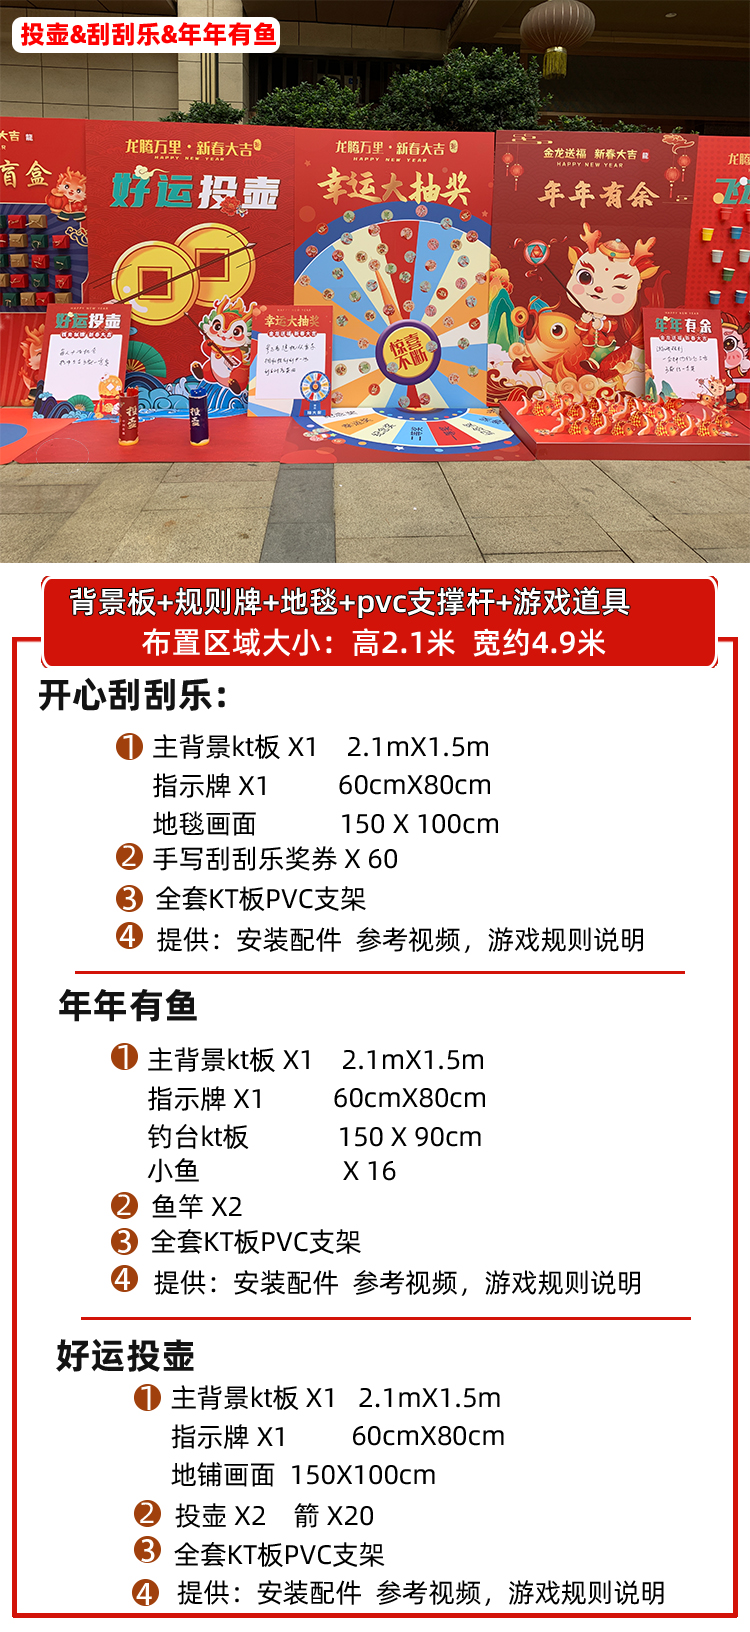 投壶&刮刮乐&年年有鱼
龙腾万里·新春大吉
HAPPY NEW YEAR
好运投壶
龙腾万里·新春大吉
HAPPY NEW YEAR
幸运大抽奖
金龙送福 新春大吉
HAPPY NEW YEAR
年年有余
大吉
盲盒
龙腾
好运投壶
幸运大抽奖
年年有余
惊喜不断
投壶
投壶
背景板+规则牌+地毯+pvc支撑杆+游戏道具
布置区域大小：高2.1米 宽约4.9米
开心刮刮乐：
1 主背景kt板 X1 2.1mX1.5m
指示牌 X1 60cmX80cm
地毯画面 150 X 100cm
2 手写刮刮乐奖券 X 60
3 全套KT板PVC支架
4 提供：安装配件 参考视频，游戏规则说明
年年有鱼
1 主背景kt板 X1 2.1mX1.5m
指示牌 X1 60cmX80cm
钓台kt板 150 X 90cm
小鱼 X 16
2 鱼竿 X2
3 全套KT板PVC支架
4 提供：安装配件 参考视频，游戏规则说明
好运投壶
1 主背景kt板 X1 2.1mX1.5m
指示牌 X1 60cmX80cm
地铺画面 150X100cm
2 投壶 X2 箭 X20
3 全套KT板PVC支架
4 提供：安装配件 参考视频，游戏规则说明